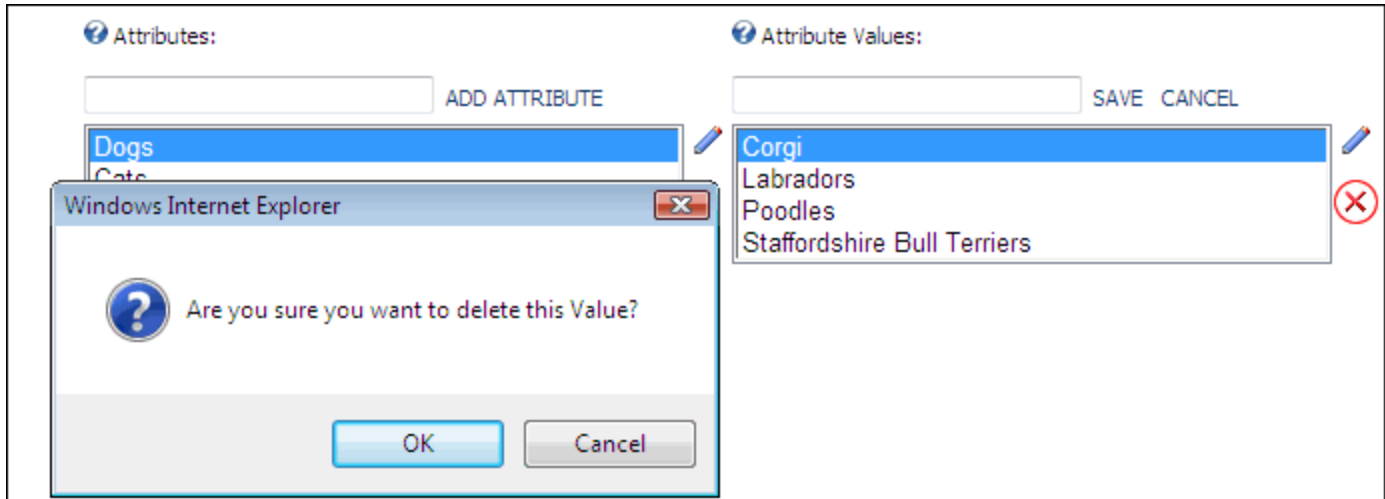 Attributes:
Attribute Values:
ADD ATTRIBUTE
SAVE CANCEL
Dogs
Cats
Corgi
Labradors
Poodles
Staffordshire Bull Terriers
Windows Internet Explorer
Are you sure you want to delete this Value?
OK
Cancel